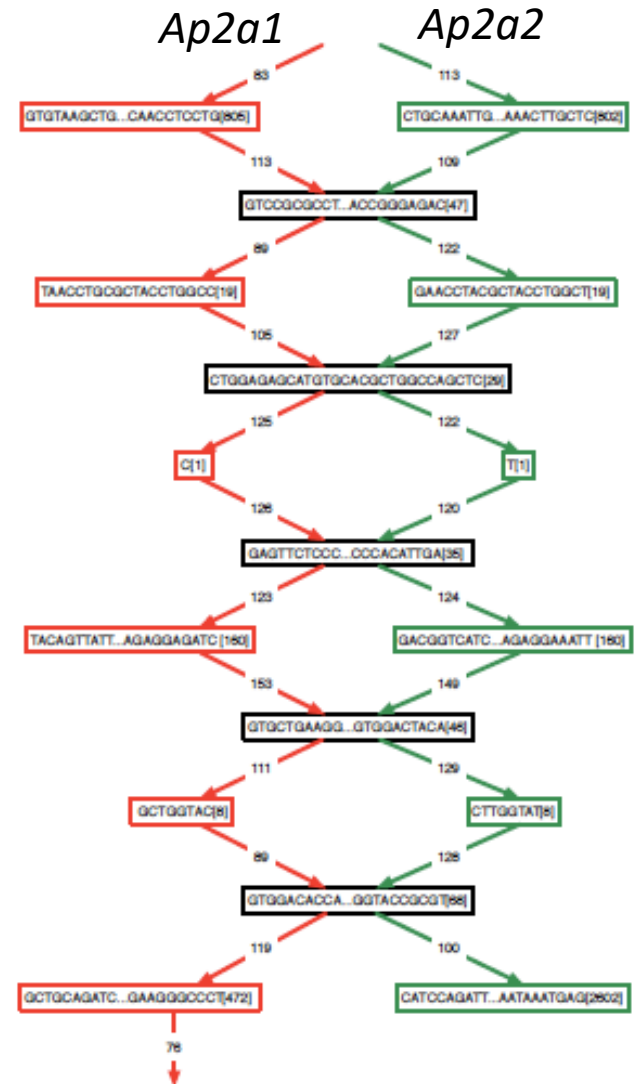 Ap2a1 Ap2a2
83 113
GTGTAAGCTG...CAACCTCCTG[805] CTGCAAATTG...AAACTTGCTC[802]
113 109
GTCCGCGCCT...ACCGGGAGAC[47]
89 122
TAACCTGCGCTACCTGGCC[19] GAACCTACGCTACCTGGCT[19]
105 127
CTGGAGAGCATGTGCACGCTGGCCAGCTC[29]
125 122
C[1] T[1]
126 120
GAGTTCTCCC...CCCACATTGA[35]
123 124
TACAGTTATT...AGAGGAGATC [160] GACGGTCATC...AGAGGAAATT [160]
153 149
GTGCTGAAGG...GTGGACTACA[46]
111 129
GCTGGTAC[8] CTTGGTAT[8]
89 128
GTGGACACCA...GGTACCGCGT[68]
119 100
GCTGCAGATC...GAAGGGCCCT[472] CATCCAGATT...AATAAATGAG[2602]
76